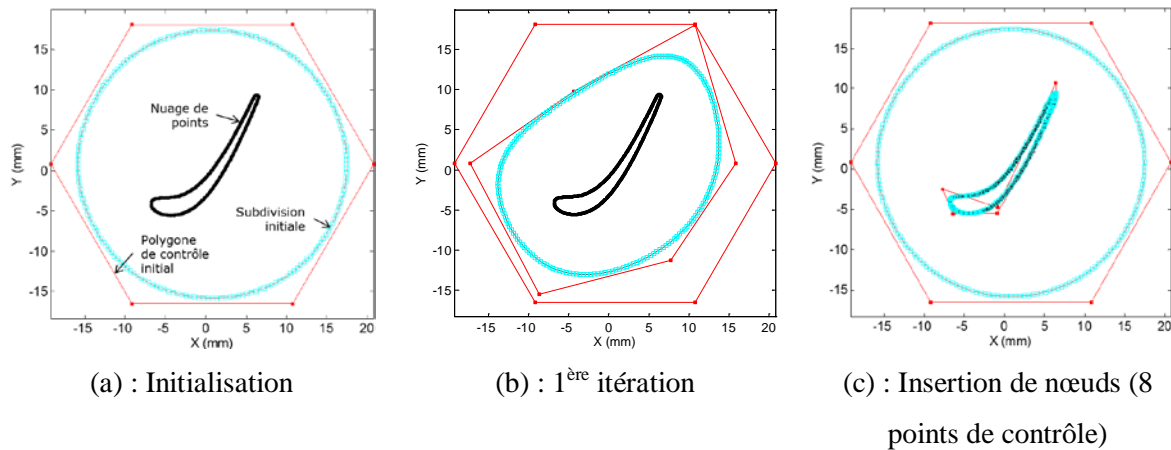 15
10
5
0
-5
-10
-15
Y (mm)
-15 -10 -5 0 5 10 15 20
X (mm)
Nuage de
points
Subdivision
initiale
Polygone
de contrôle
initial
(a) : Initialisation
15
10
5
0
-5
-10
-15
Y (mm)
-15 -10 -5 0 5 10 15 20
X (mm)
(b) : 1ère itération
15
10
5
0
-5
-10
-15
Y (mm)
-15 -10 -5 0 5 10 15 20
X (mm)
(c) : Insertion de nœuds (8
points de contrôle)